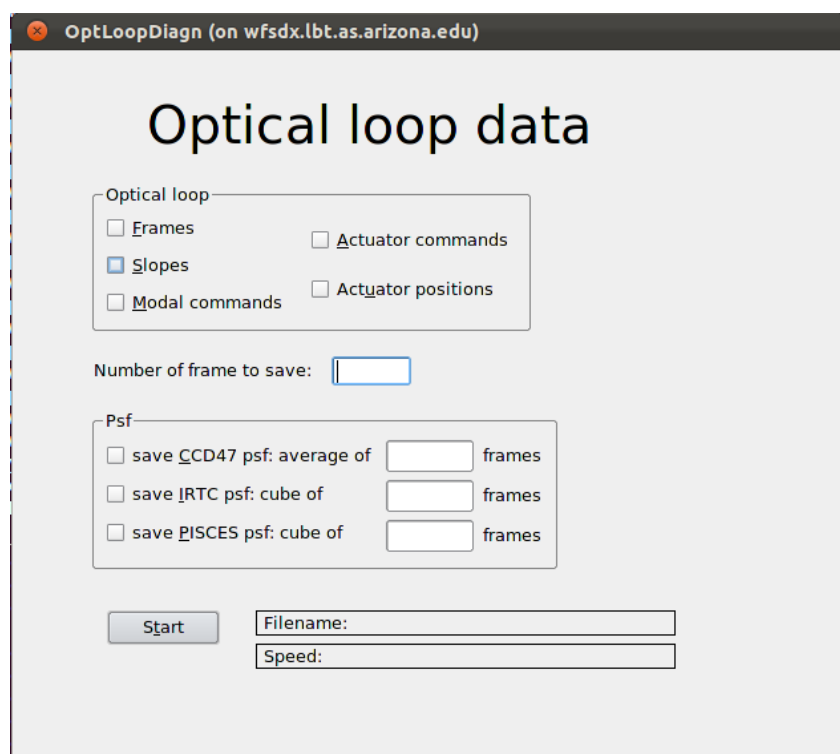 OptLoopDiagn (on wfsdx.lbt.as.arizona.edu)
Optical loop data
Optical loop
Frames
Actuator commands
Slopes
Actuator positions
Modal commands
Number of frame to save:
Psf
save CCD47 psf: average of frames
save IRTC psf: cube of frames
save PISCES psf: cube of frames
Start
Filename:
Speed: